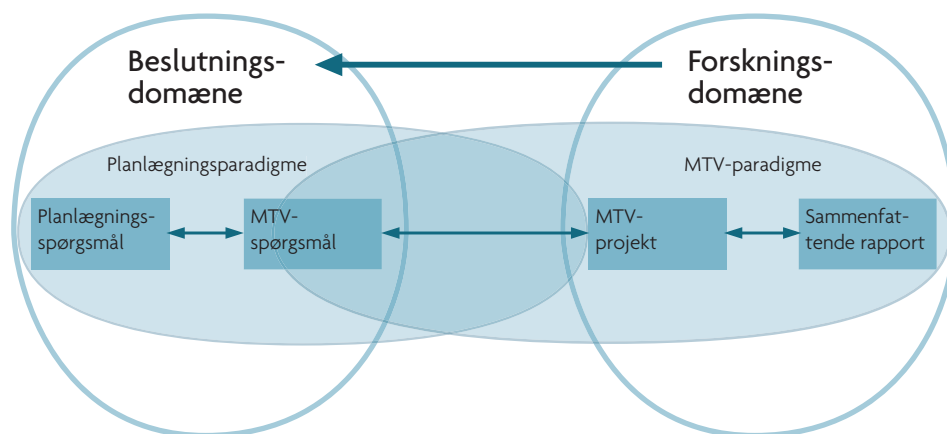 Beslutnings-
domæne
Forsknings-
domæne
Planlægningsparadigme
MTV-paradigme
Planlægnings-
spørgsmål
MTV-
spørgsmål
MTV-
projekt
Sammenfat-
tende rapport